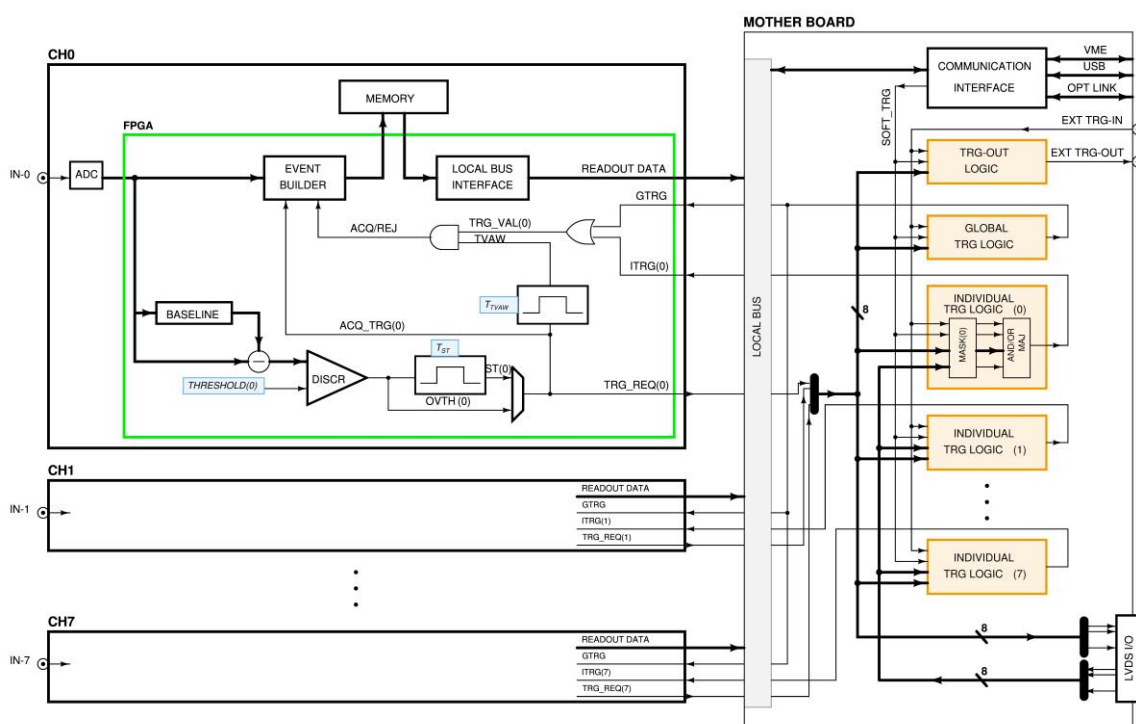 MOTHER BOARD
CH0
COMMUNICATION
INTERFACE
VME
USB
OPT LINK
MEMORY
SOFT_TRG
FPGA
EXT TRG-IN
IN-0
ADC
EVENT
BUILDER
LOCAL BUS
INTERFACE
READOUT DATA
TRG-OUT
LOGIC
EXT TRG-OUT
GTRG
ACQ/REJ
TRG_VAL(0)
TVAW
GLOBAL
TRG LOGIC
ITRG(0)
T_TVAW
BASELINE
ACQ_TRG(0)
LOCAL BUS
8
INDIVIDUAL
TRG LOGIC (0)
MASK(0)
AND/OR
MAJ
T_ST
THRESHOLD(0)
DISCR
ST(0)
OVTH (0)
TRG_REQ(0)
INDIVIDUAL
TRG LOGIC (1)
CH1
IN-1
READOUT DATA
GTRG
ITRG(1)
TRG_REQ(1)
INDIVIDUAL
TRG LOGIC (7)
CH7
IN-7
READOUT DATA
GTRG
ITRG(7)
TRG_REQ(7)
8
8
LVDS I/O